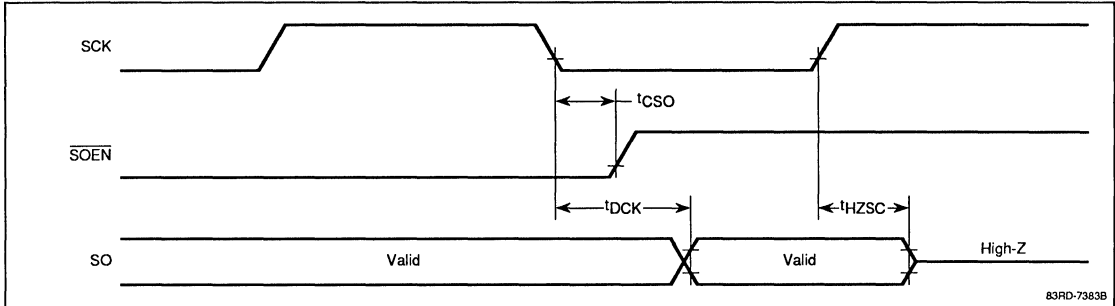 SCK
tCSO
SOEN
tDCK
tHZSC
SO
Valid
Valid
High-Z
83RD-7383B